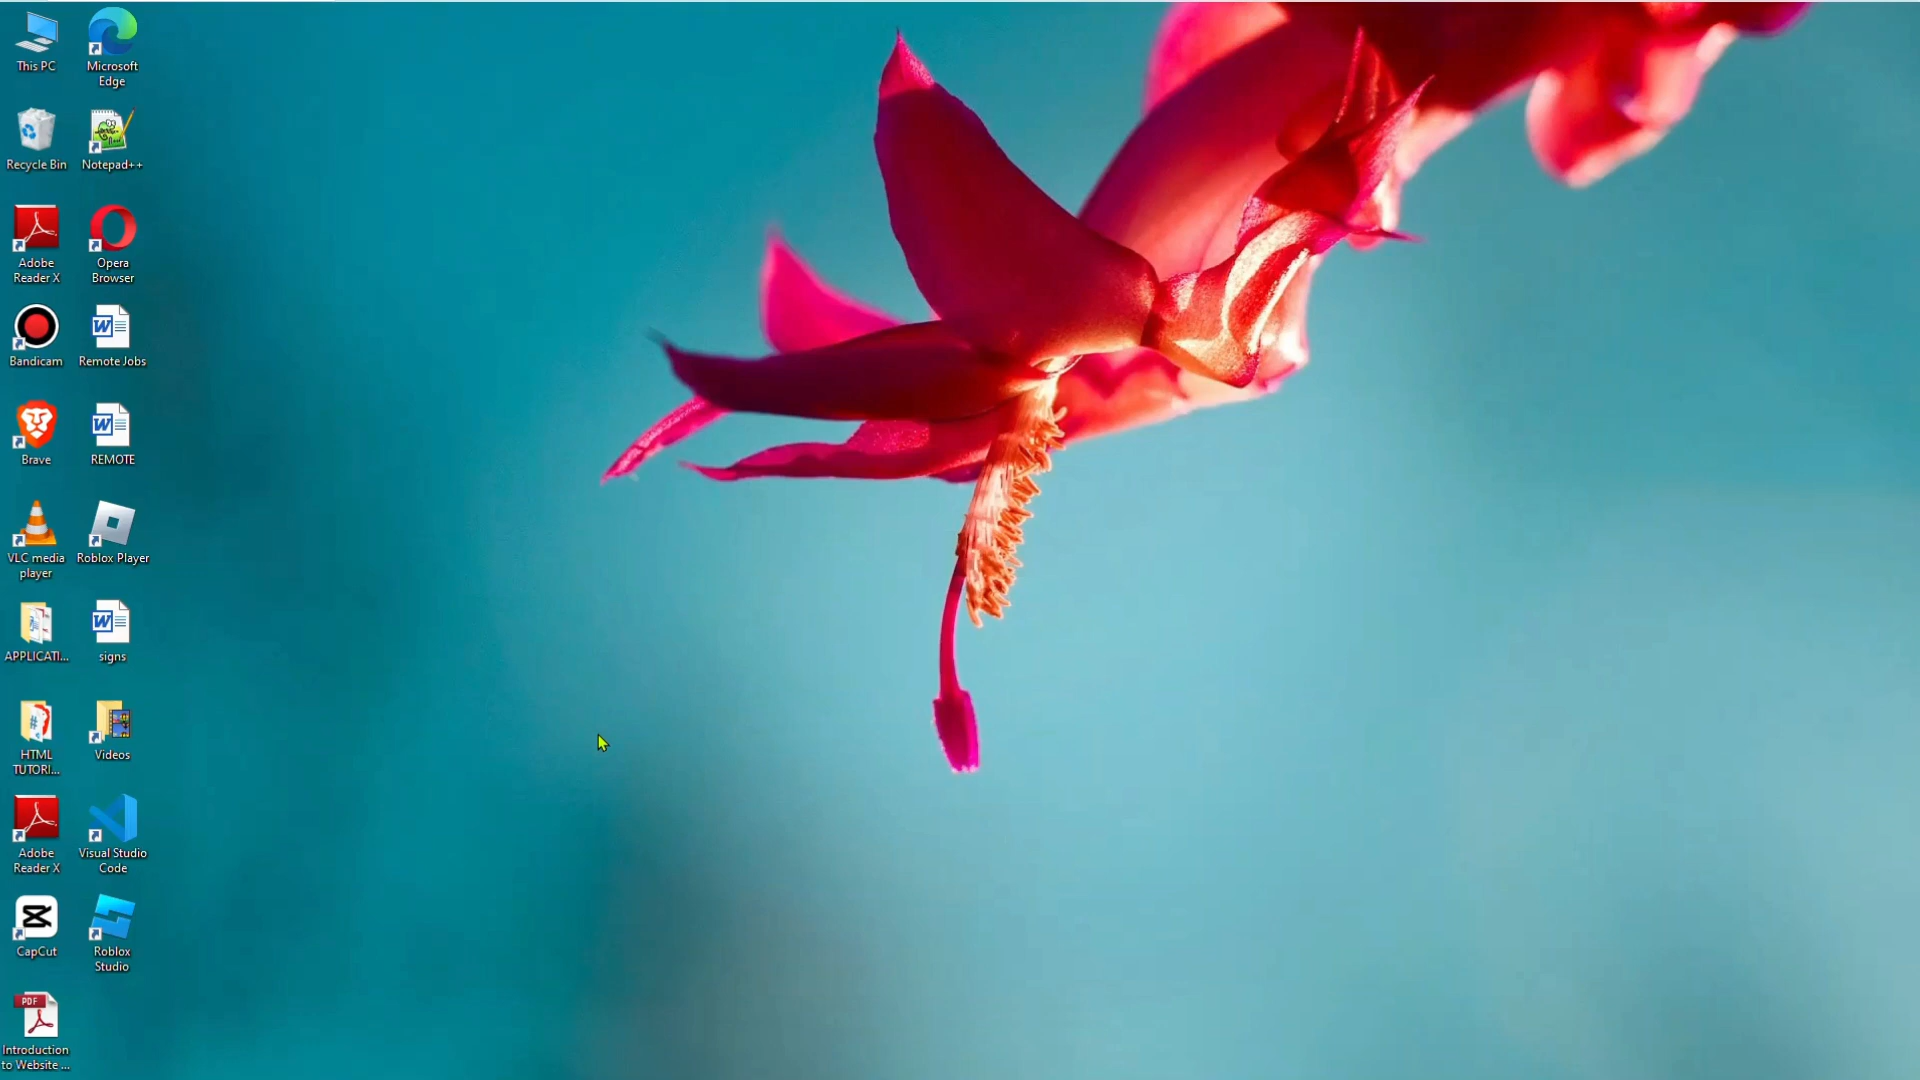 This PC
Microsoft
Edge
Recycle Bin
Notepad++
Adobe
Reader X
Opera
Browser
Bandicam
Remote Jobs
Brave
REMOTE
VLC media
player
Roblox Player
APPLICATI...
signs
HTML
TUTORI...
Videos
Adobe
Reader X
Visual Studio
Code
CapCut
Roblox
Studio
PDF
Introduction
to Website ...